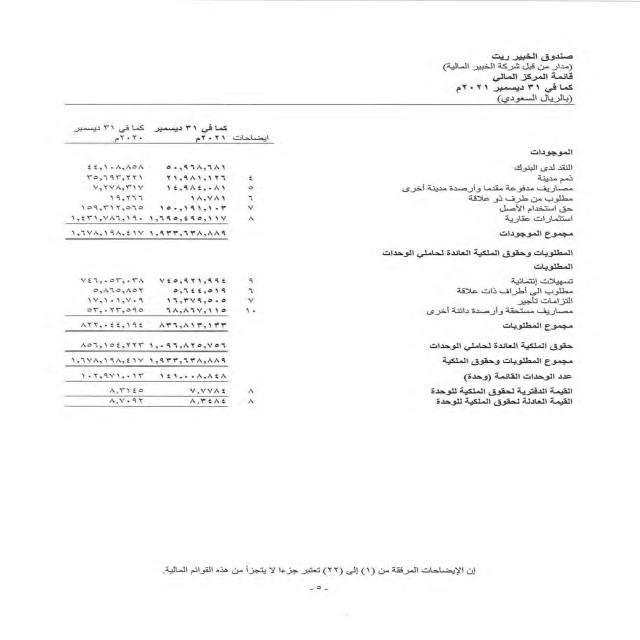 صندوق الخبير ريت
(مدار من قبل شركة الخبير المالية)
قائمة المركز المالي
كما في ٣١ ديسمبر ٢٠٢١م
(بالريال السعودي)
ايضاحات كما في ٣١ ديسمبر ٢٠٢١م كما في ٣١ ديسمبر ٢٠٢٠م
الموجودات
النقد لدى البنوك ٥٠,٩٦٨,٦٨١ ٤٤,١٠٨,٨٥٨
ذمم مدينة ٤ ٢١,٩٨١,١٢٦ ٣٥,٦٩٣,٢٢١
مصاريف مدفوعة مقدما وأرصدة مدينة أخرى ٥ ١٤,٩٨٤,٠٨١ ٧,٢٧٨,٣١٧
مطلوب من طرف ذو علاقة ٦ ١٨,٧٨١ ١٩,٢٦٦
حق استخدام الأصل ٧ ١٥٠,١٩١,١٠٣ ١٥٩,٣١٢,٥٦٥
استثمارات عقارية ٨ ١,٦٩٥,٤٩٥,١١٧ ١,٤٣١,٧٨٦,١٩٠
مجموع الموجودات ١,٩٣٣,٦٣٨,٨٨٩ ١,٦٧٨,١٩٨,٤١٧
المطلوبات وحقوق الملكية العائدة لحاملي الوحدات
المطلوبات
تسهيلات إئتمانية ٩ ٧٤٥,٩٢١,٩٩٤ ٧٤٦,٠٥٣,٠٣٨
مطلوب الى أطراف ذات علاقة ٦ ٥,٦٤٤,٥١٩ ٥,٨٦٥,٨٥٢
التزامات تأجير ٧ ١٦,٣٧٩,٥٠٥ ١٧,١٠١,٧٠٩
مصاريف مستحقة وأرصدة دائنة أخرى ١٠ ٦٨,٨٦٧,١١٥ ٥٣,٠٢٣,٥٩٥
مجموع المطلوبات ٨٣٦,٨١٣,١٣٣ ٨٢٢,٠٤٤,١٩٤
حقوق الملكية العائدة لحاملي الوحدات ١,٠٩٦,٨٢٥,٧٥٦ ٨٥٦,١٥٤,٢٢٣
مجموع المطلوبات وحقوق الملكية ١,٩٣٣,٦٣٨,٨٨٩ ١,٦٧٨,١٩٨,٤١٧
عدد الوحدات القائمة (وحدة) ١٤١,٠٠٨,٨٤٨ ١٠٢,٩٧١,٠١٣
القيمة الدفترية لحقوق الملكية للوحدة ٨ ٧,٧٧٨٤ ٨,٣١٤٥
القيمة العادلة لحقوق الملكية للوحدة ٨ ٨,٣٤٨٤ ٨,٧٠٩٢
إن الإيضاحات المرفقة من (١) إلى (٢٢) تعتبر جزءا لا يتجزأ من هذه القوائم المالية.
- ٥ -